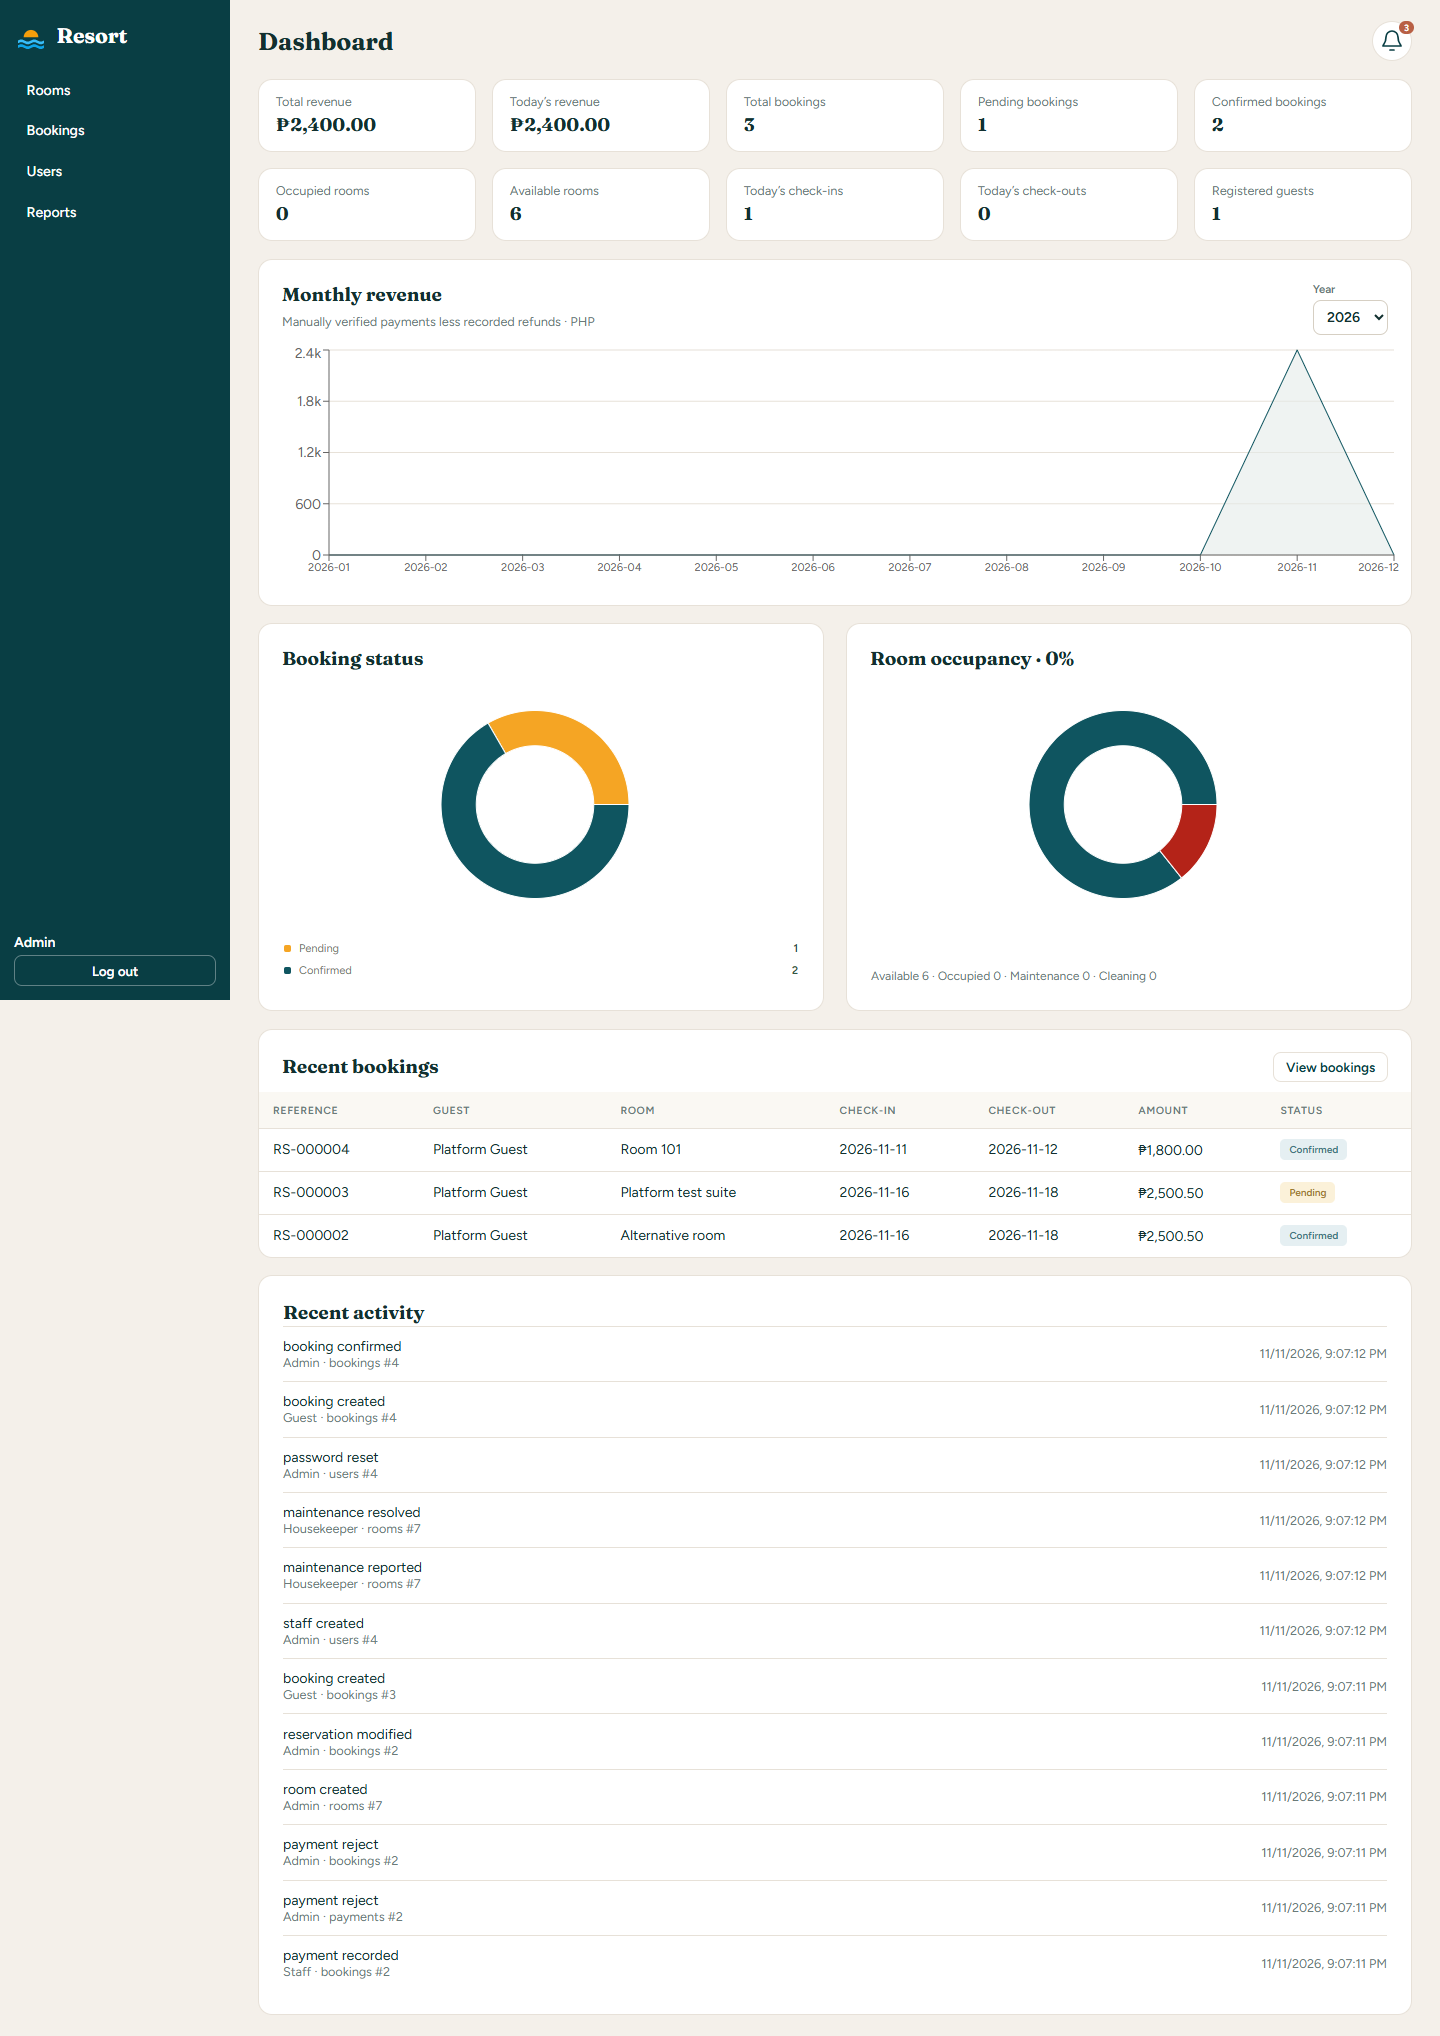 Resort
Rooms
Bookings
Users
Reports
Admin
Log out
Dashboard
3
Total revenue
₱2,400.00
Today's revenue
₱2,400.00
Total bookings
3
Pending bookings
1
Confirmed bookings
2
Occupied rooms
0
Available rooms
6
Today's check-ins
1
Today's check-outs
0
Registered guests
1
Monthly revenue
Manually verified payments less recorded refunds · PHP
Year
2026
2.4k
1.8k
1.2k
600
0
2026-01 2026-02 2026-03 2026-04 2026-05 2026-06 2026-07 2026-08 2026-09 2026-10 2026-11 2026-12
Booking status
Pending 1
Confirmed 2
Room occupancy · 0%
Available 6 · Occupied 0 · Maintenance 0 · Cleaning 0
Recent bookings
View bookings
REFERENCE GUEST ROOM CHECK-IN CHECK-OUT AMOUNT STATUS
RS-000004 Platform Guest Room 101 2026-11-11 2026-11-12 ₱1,800.00 Confirmed
RS-000003 Platform Guest Platform test suite 2026-11-16 2026-11-18 ₱2,500.50 Pending
RS-000002 Platform Guest Alternative room 2026-11-16 2026-11-18 ₱2,500.50 Confirmed
Recent activity
booking confirmed
Admin · bookings #4
11/11/2026, 9:07:12 PM
booking created
Guest · bookings #4
11/11/2026, 9:07:12 PM
password reset
Admin · users #4
11/11/2026, 9:07:12 PM
maintenance resolved
Housekeeper · rooms #7
11/11/2026, 9:07:12 PM
maintenance reported
Housekeeper · rooms #7
11/11/2026, 9:07:12 PM
staff created
Admin · users #4
11/11/2026, 9:07:12 PM
booking created
Guest · bookings #3
11/11/2026, 9:07:11 PM
reservation modified
Admin · bookings #2
11/11/2026, 9:07:11 PM
room created
Admin · rooms #7
11/11/2026, 9:07:11 PM
payment reject
Admin · bookings #2
11/11/2026, 9:07:11 PM
payment reject
Admin · payments #2
11/11/2026, 9:07:11 PM
payment recorded
Staff · bookings #2
11/11/2026, 9:07:11 PM